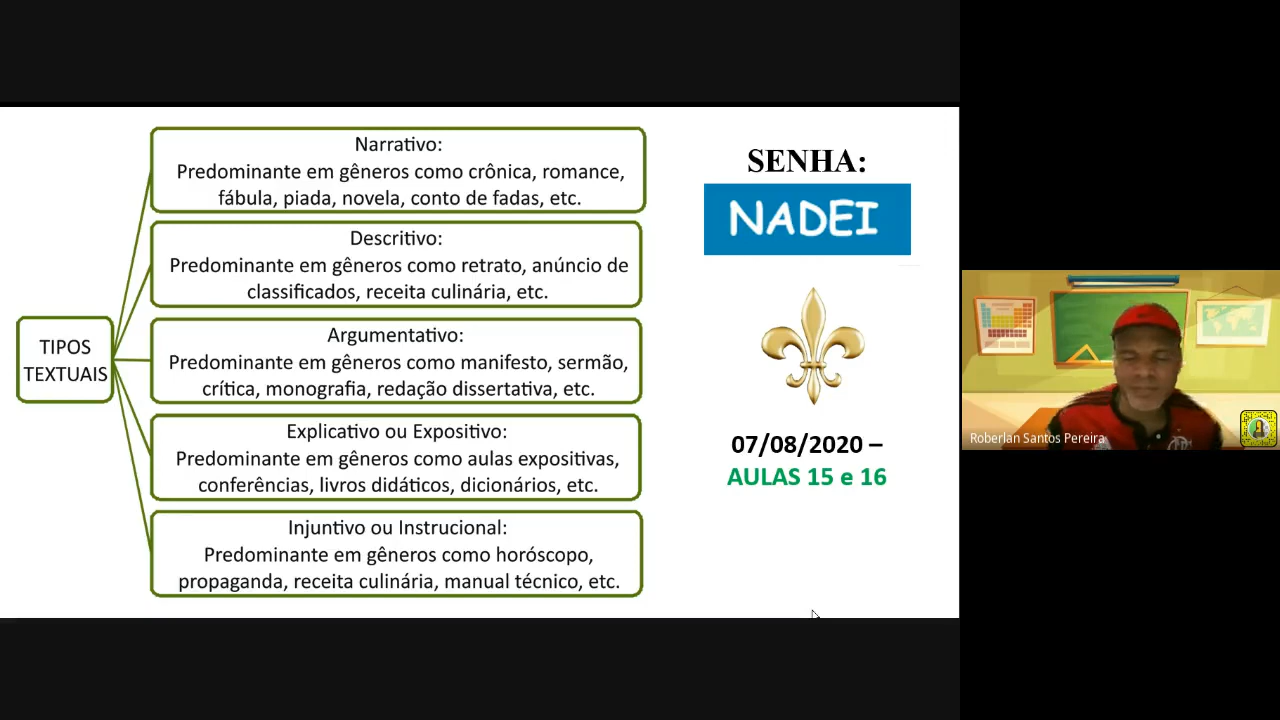 TIPOS
TEXTUAIS
Narrativo:
Predominante em gêneros como crônica, romance,
fábula, piada, novela, conto de fadas, etc.
Descritivo:
Predominante em gêneros como retrato, anúncio de
classificados, receita culinária, etc.
Argumentativo:
Predominante em gêneros como manifesto, sermão,
crítica, monografia, redação dissertativa, etc.
Explicativo ou Expositivo:
Predominante em gêneros como aulas expositivas,
conferências, livros didáticos, dicionários, etc.
Injuntivo ou Instrucional:
Predominante em gêneros como horóscopo,
propaganda, receita culinária, manual técnico, etc.
SENHA:
NADEI
07/08/2020 –
AULAS 15 e 16
Roberlan Santos Pereira